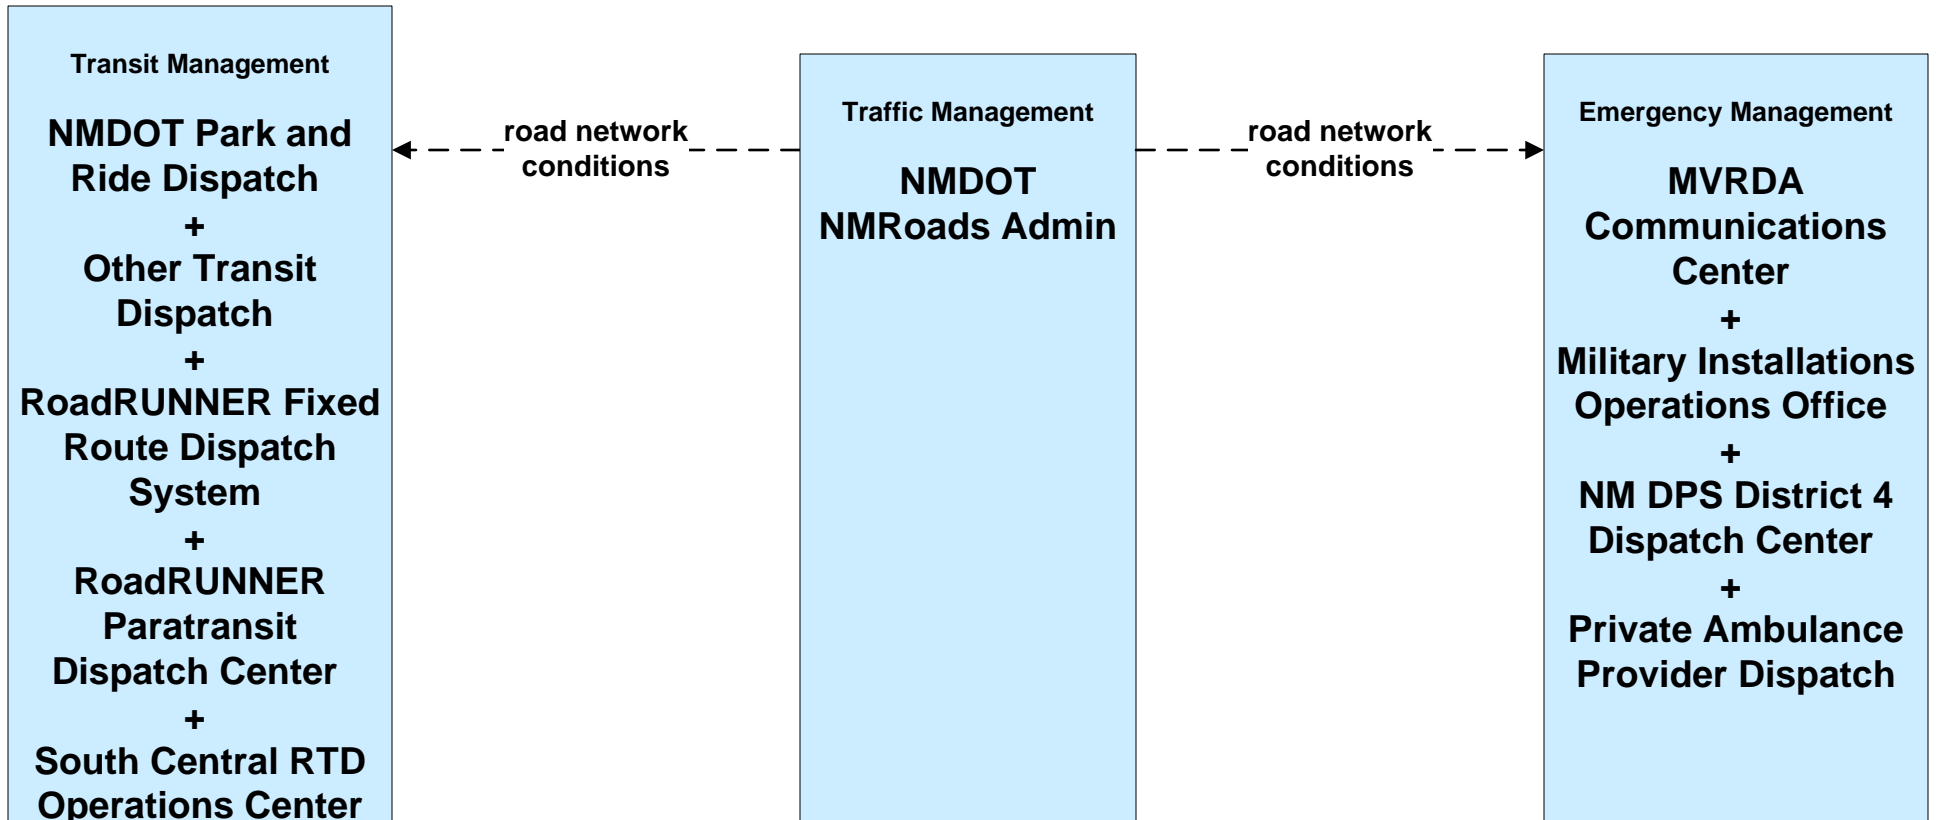 Transit Management
NMDOT Park and
Ride Dispatch
+
Other Transit
Dispatch
+
RoadRUNNER Fixed
Route Dispatch
System
+
RoadRUNNER
Paratransit
Dispatch Center
+
South Central RTD
Operations Center
road network
conditions
Traffic Management
NMDOT
NMRoads Admin
road network
conditions
Emergency Management
MVRDA
Communications
Center
+
Military Installations
Operations Office
+
NM DPS District 4
Dispatch Center
+
Private Ambulance
Provider Dispatch